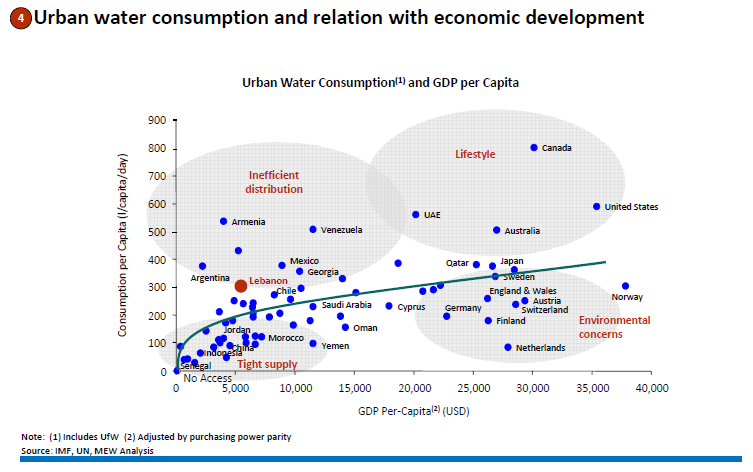 4 Urban water consumption and relation with economic development
Urban Water Consumption(1) and GDP per Capita
Consumption per Capita (l/capita/day)
900
800
700
600
500
400
300
200
100
0
Lifestyle
Canada
Inefficient
distribution
United States
UAE
Armenia
Venezuela
Australia
Mexico
Qatar
Japan
Georgia
Argentina
Sweden
Lebanon
Chile
England & Wales
Norway
Saudi Arabia
Cyprus
Germany
Austria
Switzerland
Environmental
concerns
Finland
Oman
Jordan
Morocco
Yemen
China
Netherlands
Indonesia
Tight supply
Senegal
No Access
0
5,000
10,000
15,000
20,000
25,000
30,000
35,000
40,000
GDP Per-Capita(2) (USD)
Note: (1) Includes UfW (2) Adjusted by purchasing power parity
Source: IMF, UN, MEW Analysis